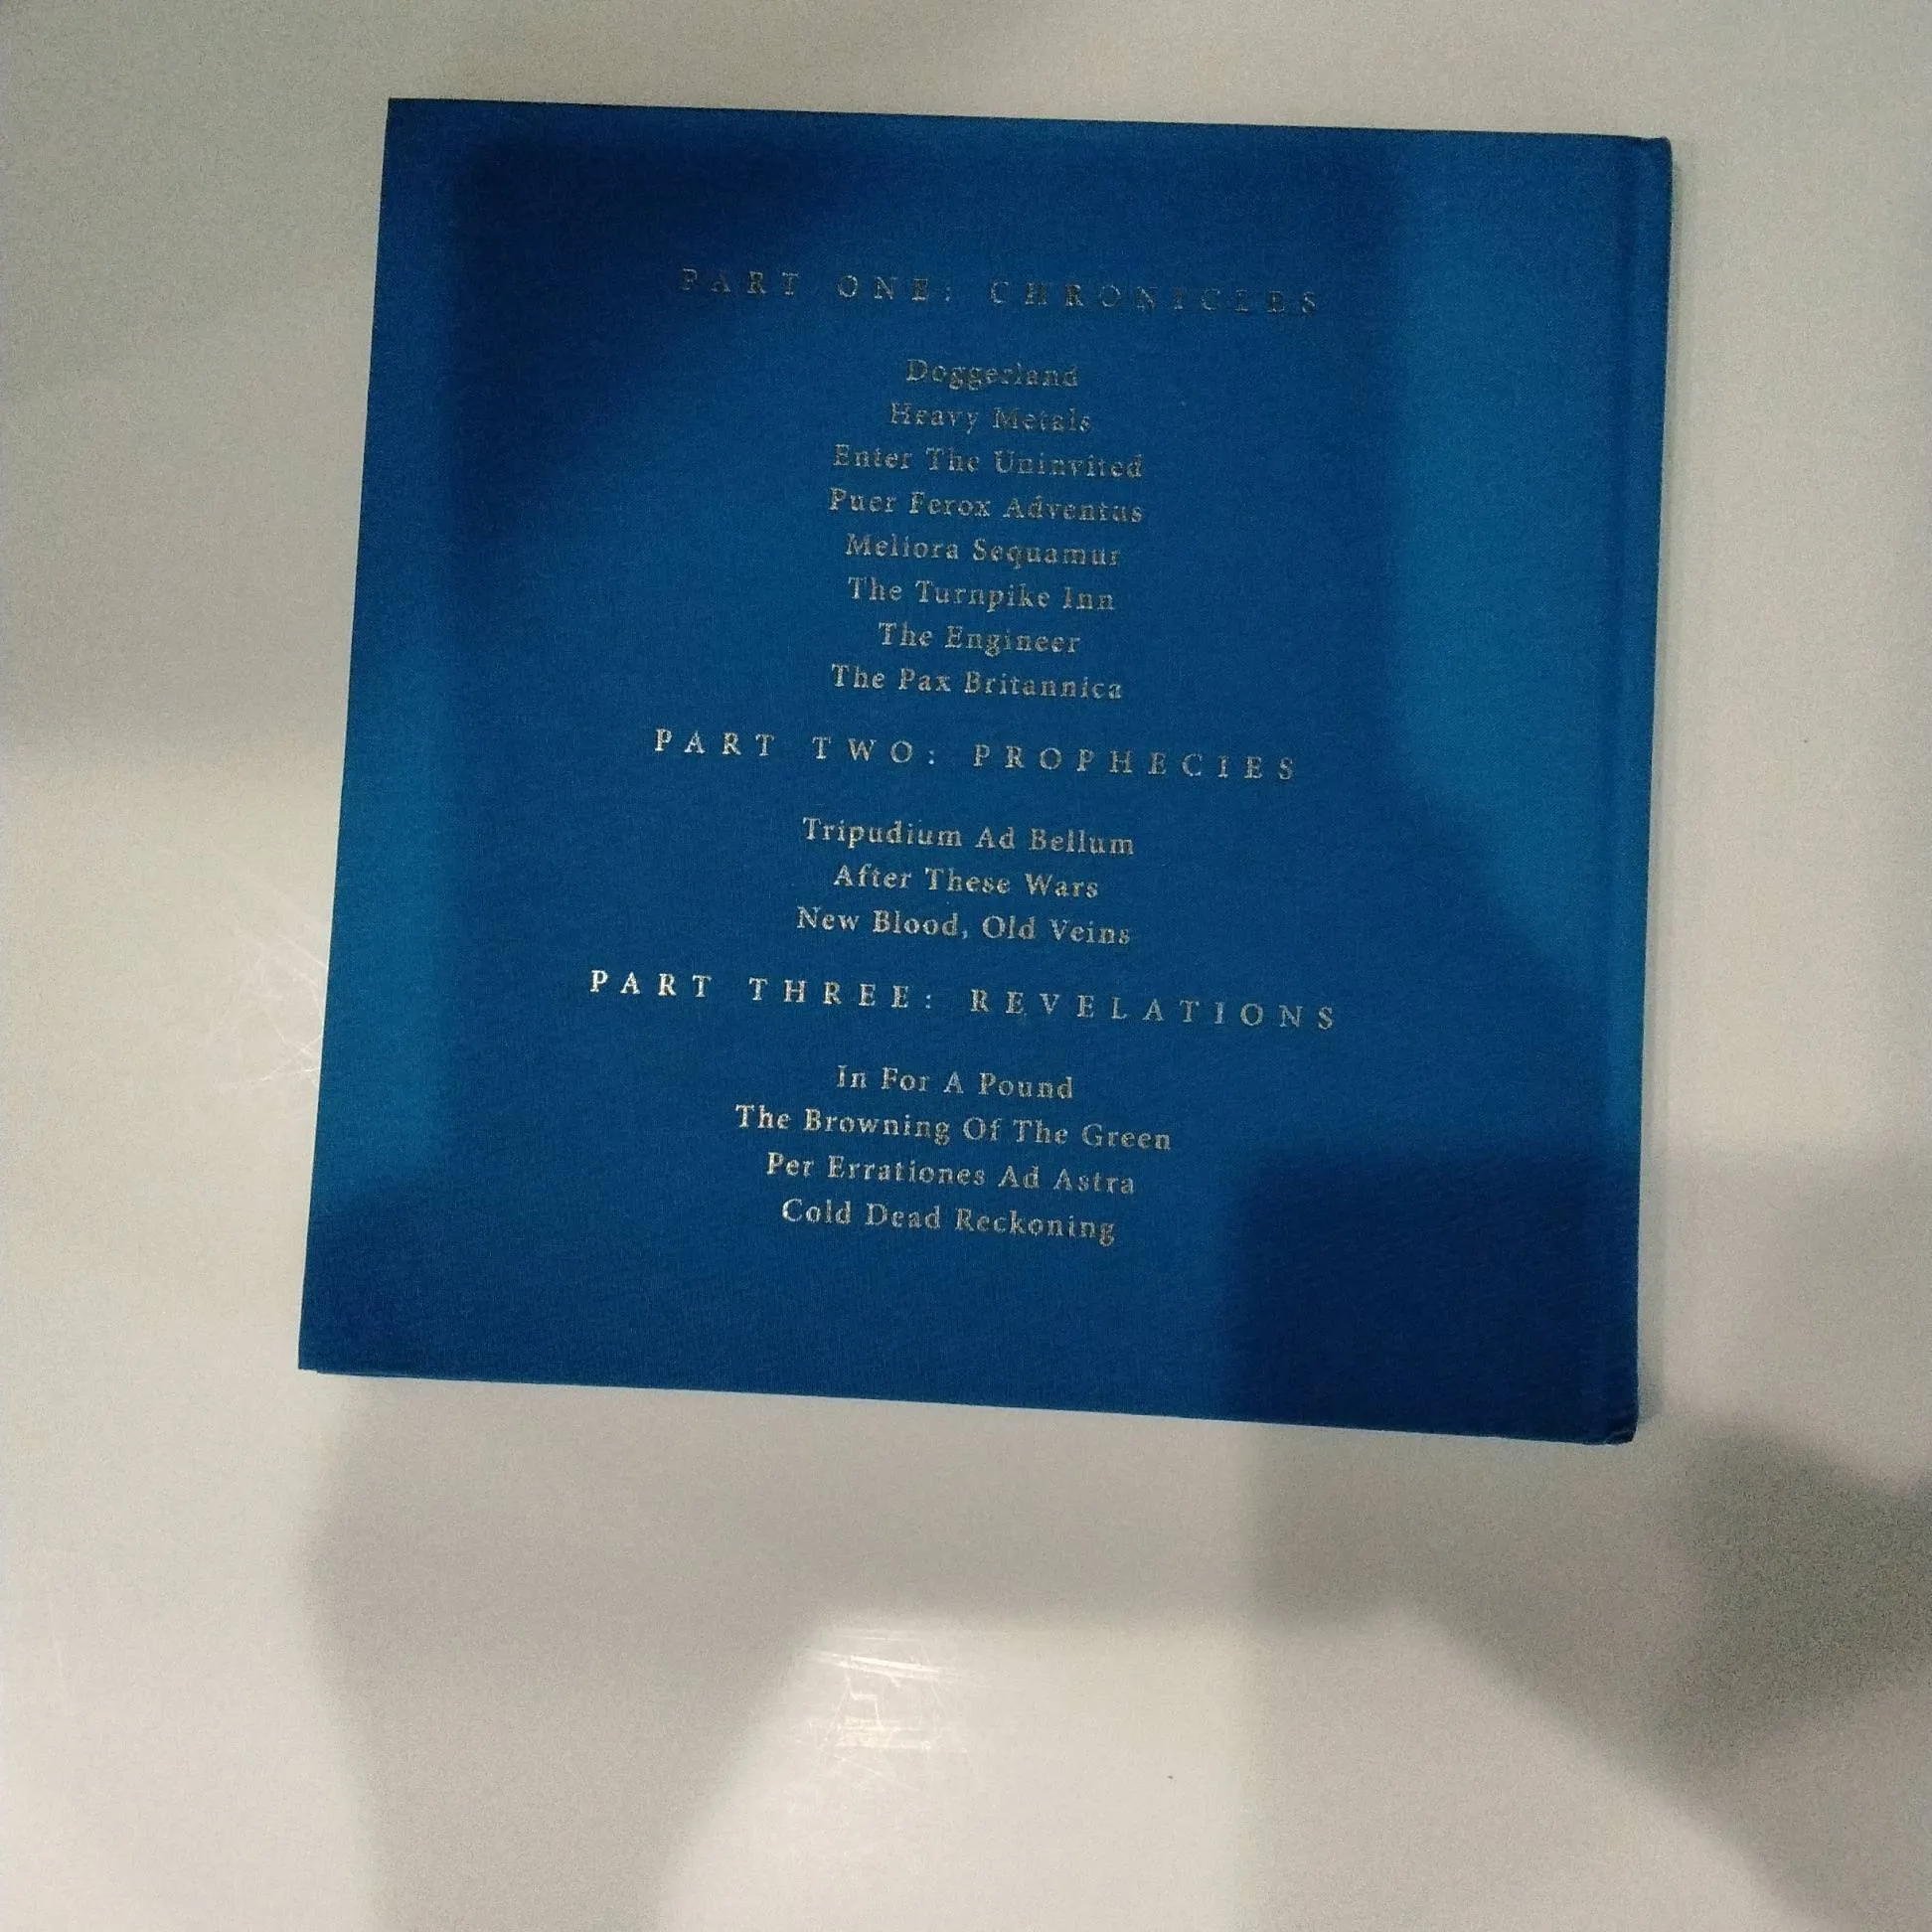 PART ONE: CHRONICLES
Doggerland
Heavy Metals
Enter The Uninvited
Puer Ferox Adventus
Meliora Sequamur
The Turnpike Inn
The Engineer
The Pax Britannica
PART TWO: PROPHECIES
Tripudium Ad Bellum
After These Wars
New Blood, Old Veins
PART THREE: REVELATIONS
In For A Pound
The Browning Of The Green
Per Errationes Ad Astra
Cold Dead Reckoning